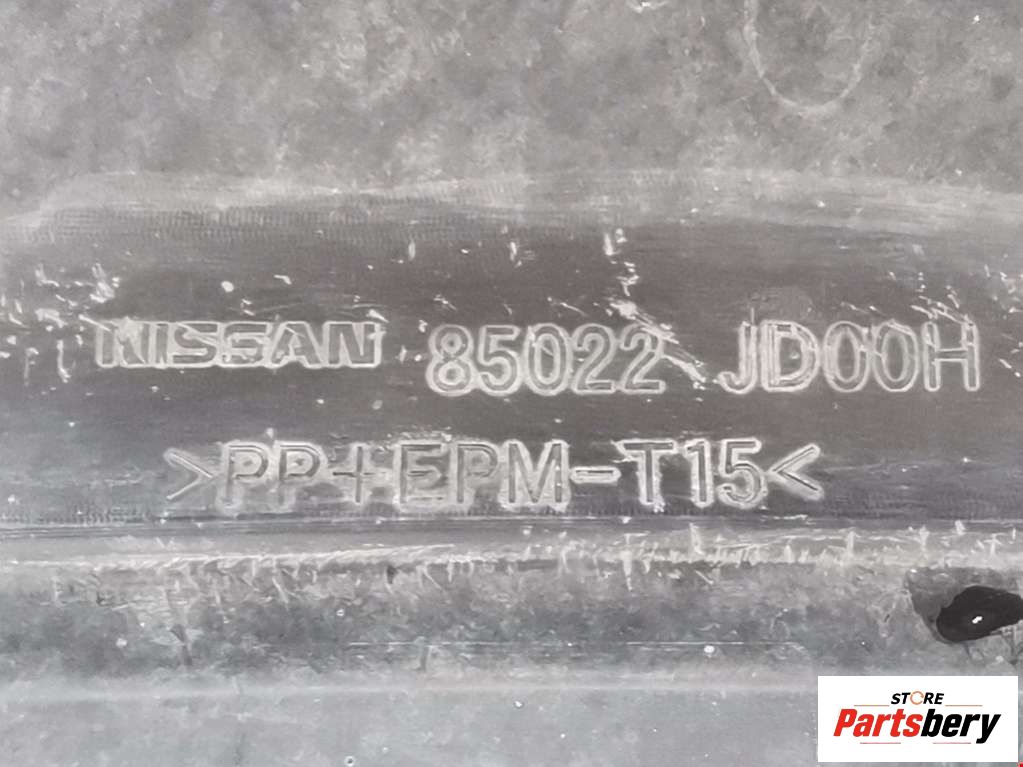 NISSAN 85022 JD00H
>PP+EPM-T15<
STORE
Partsbery